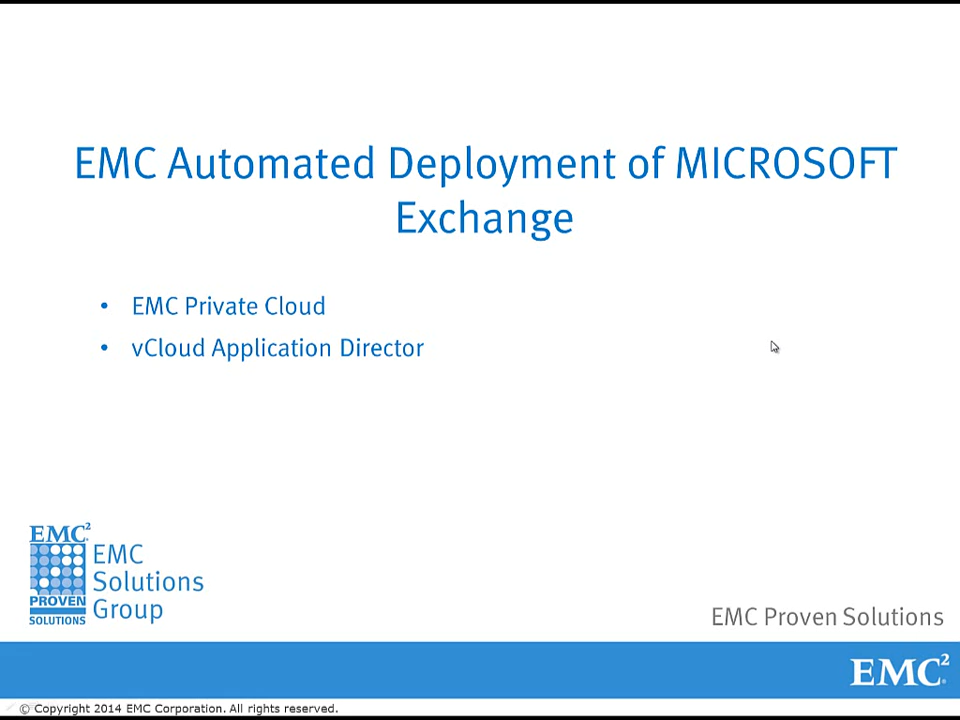 EMC Automated Deployment of MICROSOFT
Exchange
• EMC Private Cloud
• vCloud Application Director
EMC²
PROVEN
SOLUTIONS
EMC
Solutions
Group
EMC Proven Solutions
EMC²
© Copyright 2014 EMC Corporation. All rights reserved.